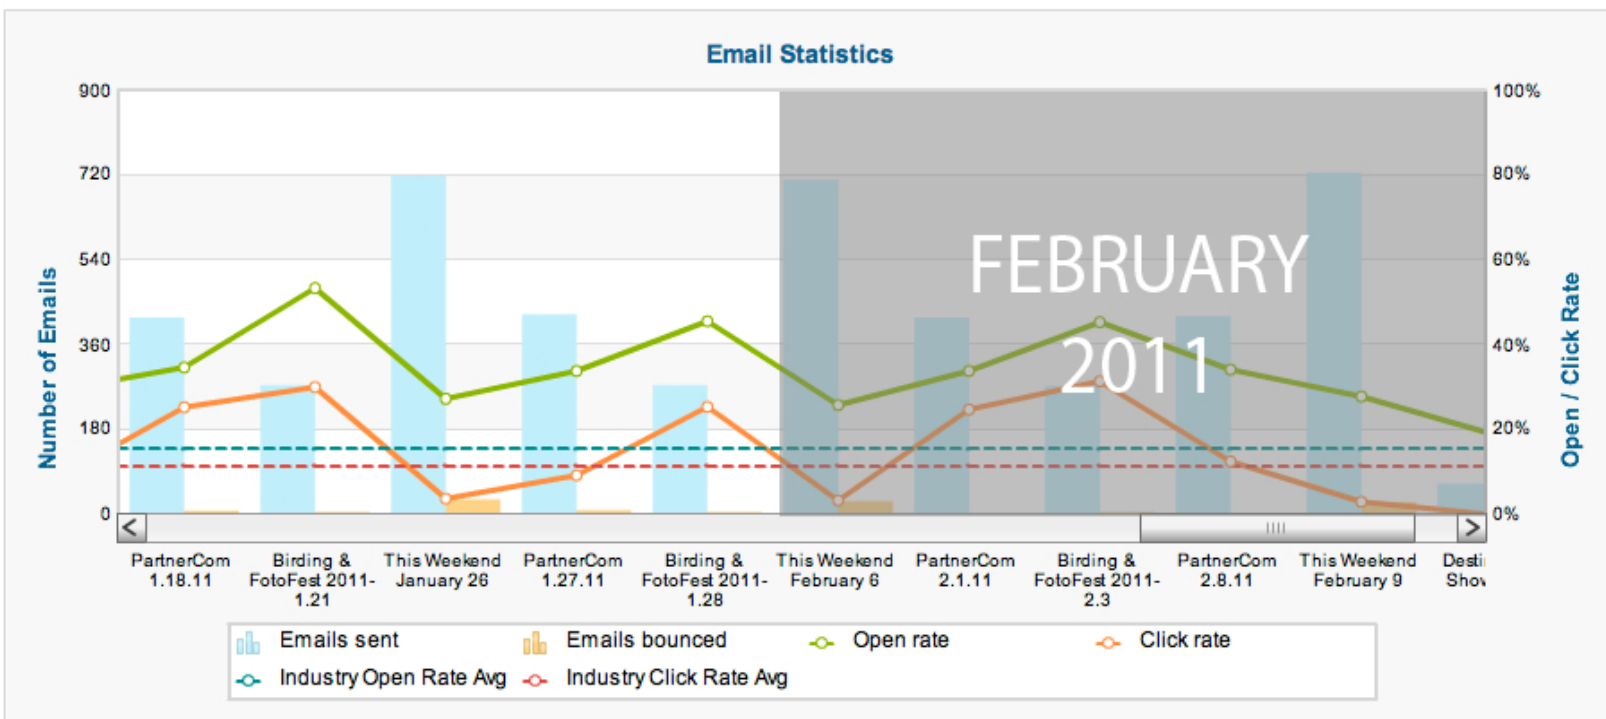 Email Statistics
900
720
540
360
180
0
Number of Emails
100%
80%
60%
40%
20%
0%
Open / Click Rate
FEBRUARY
2011
PartnerCom
1.18.11
Birding &
FotoFest 2011-
1.21
This Weekend
January 26
PartnerCom
1.27.11
Birding &
FotoFest 2011-
1.28
This Weekend
February 6
PartnerCom
2.1.11
Birding &
FotoFest 2011-
2.3
PartnerCom
2.8.11
This Weekend
February 9
Desti
Show
Emails sent
Emails bounced
Open rate
Click rate
Industry Open Rate Avg
Industry Click Rate Avg